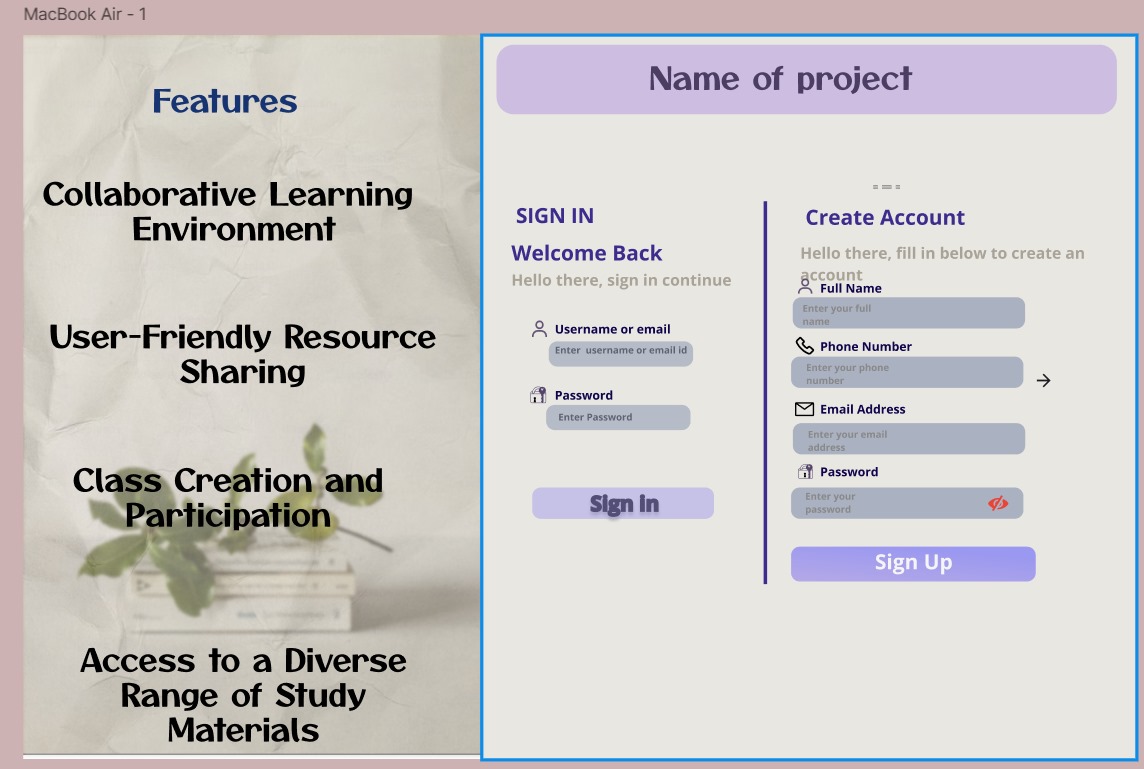 MacBook Air - 1
Features
Collaborative Learning
Environment
User-Friendly Resource
Sharing
Class Creation and
Participation
Access to a Diverse
Range of Study
Materials
Name of project
SIGN IN
Welcome Back
Hello there, sign in continue
Username or email
Enter username or email id
Password
Enter Password
Sign in
Create Account
Hello there, fill in below to create an
account
Full Name
Enter your full
name
Phone Number
Enter your phone
number
Email Address
Enter your email
address
Password
Enter your
password
Sign Up